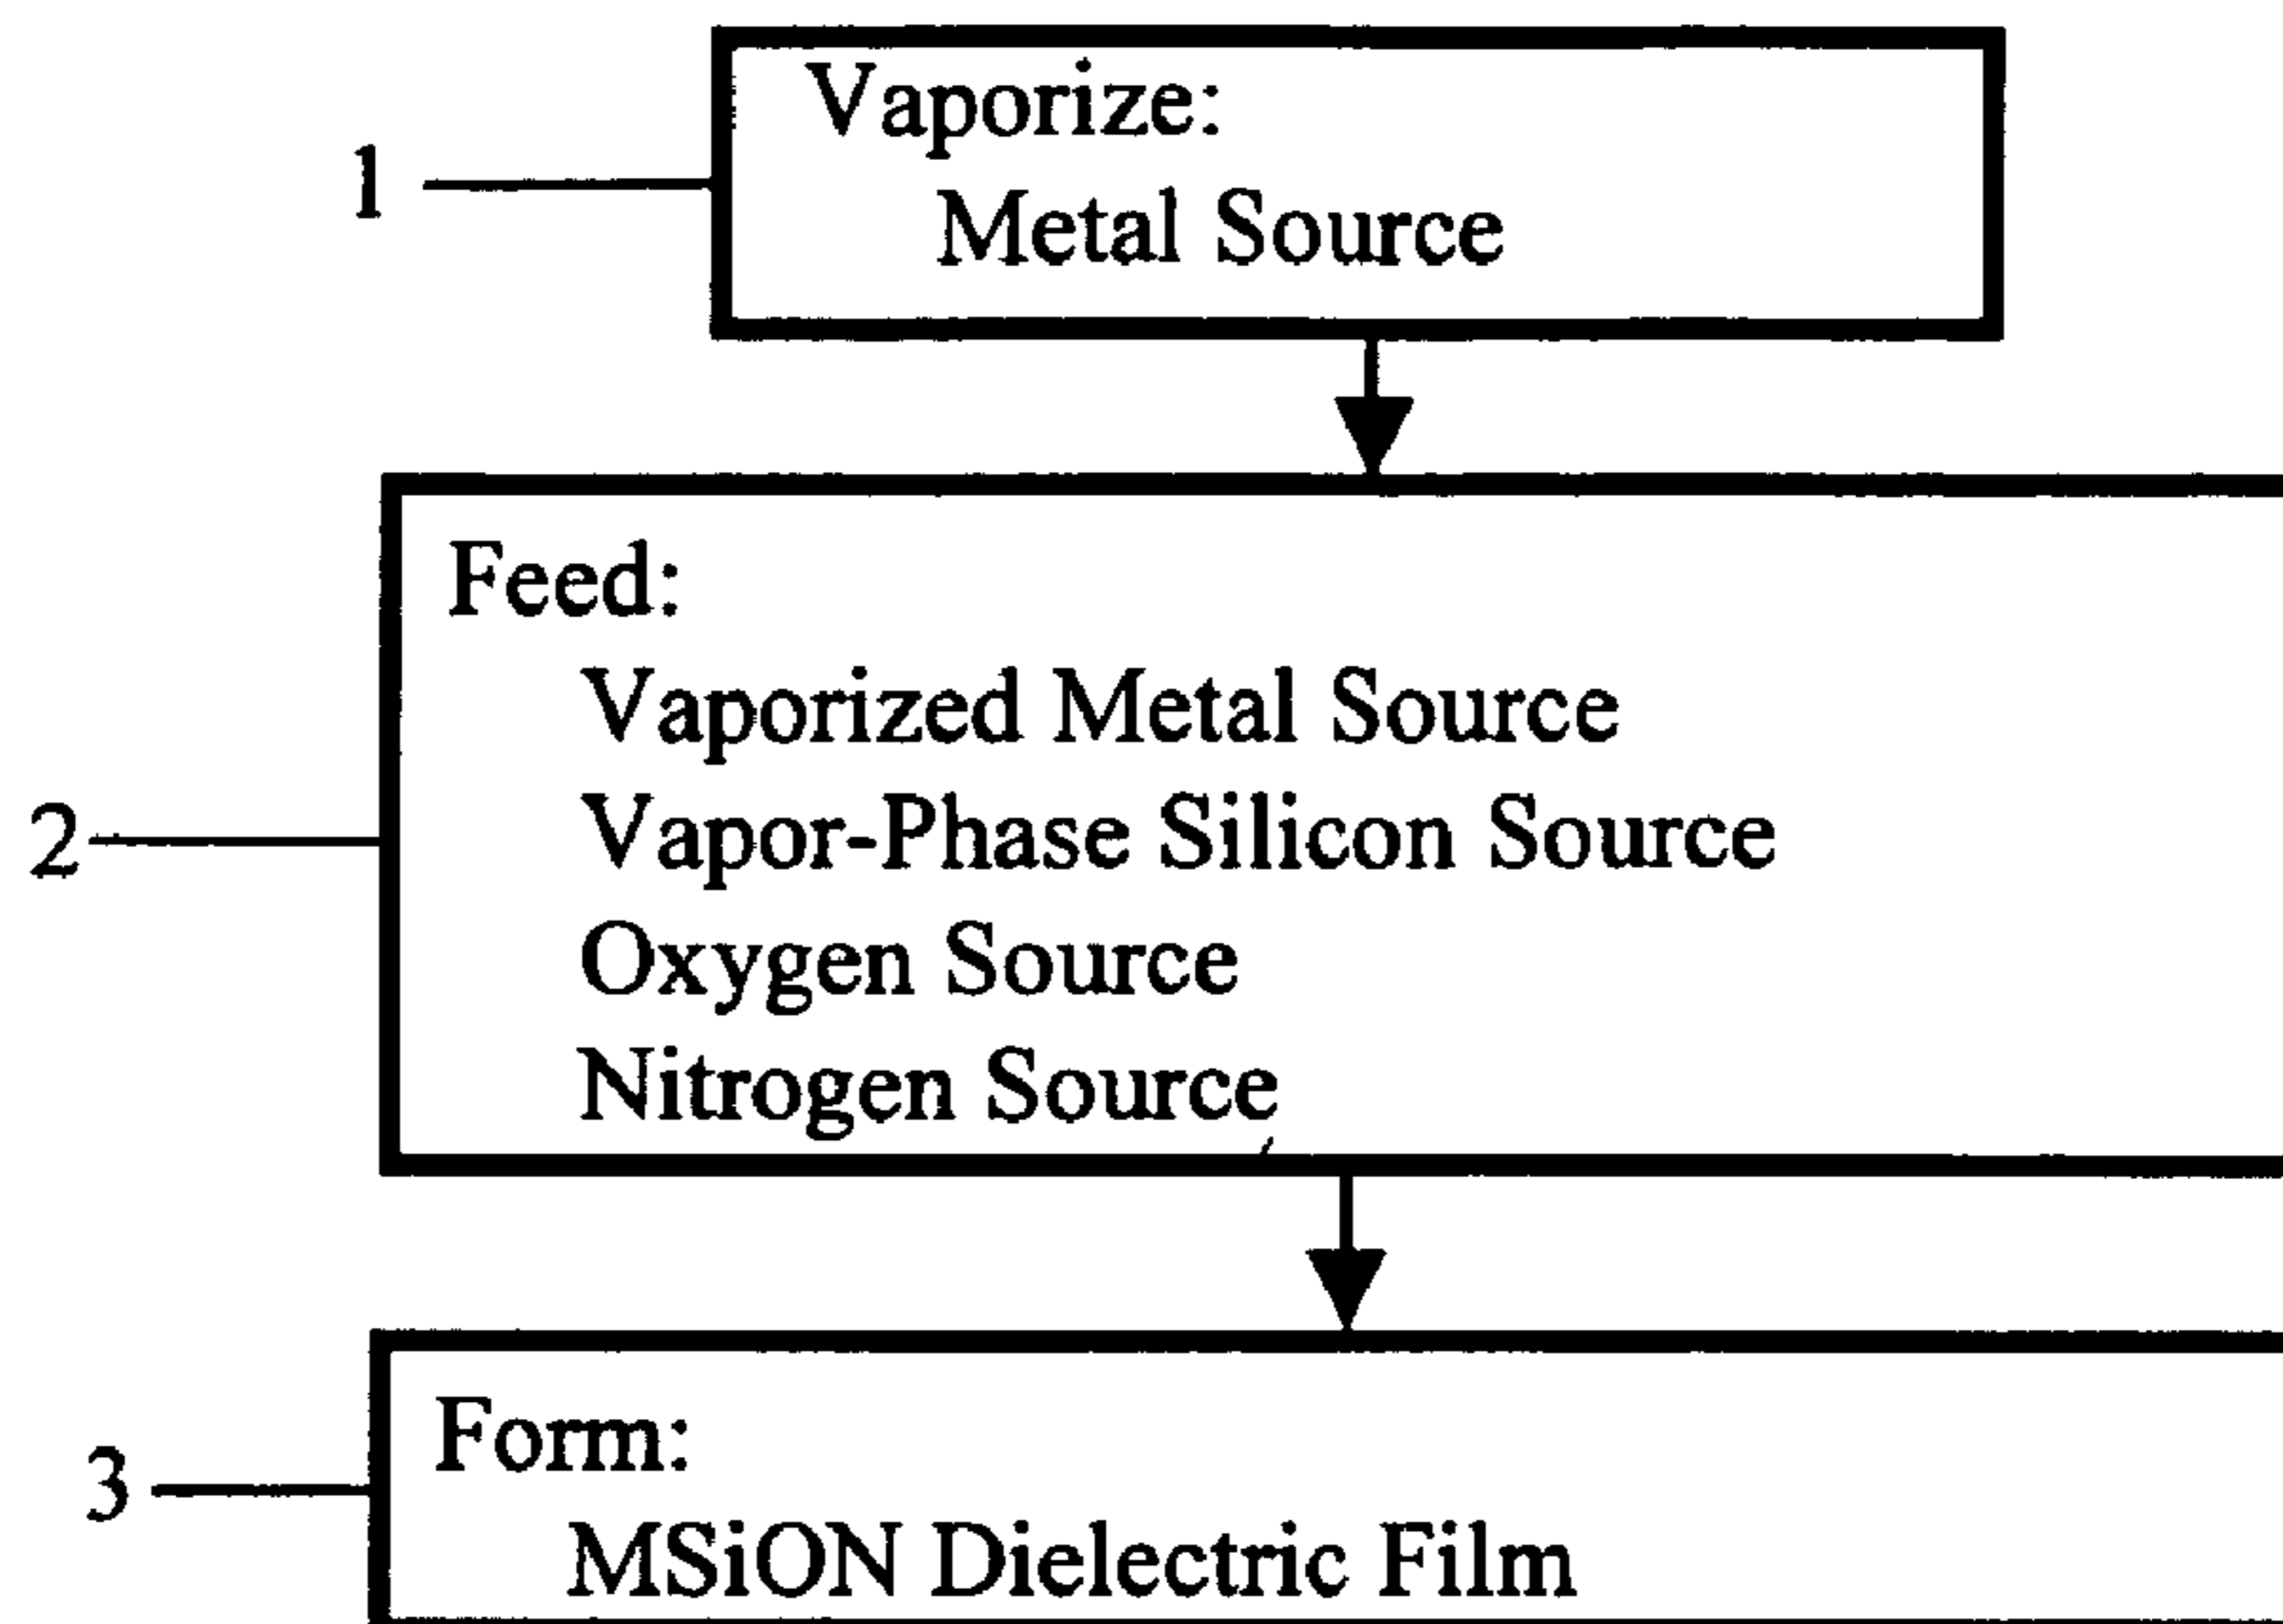 1
Vaporize:
Metal Source
2
Feed:
Vaporized Metal Source
Vapor-Phase Silicon Source
Oxygen Source
Nitrogen Source
3
Form:
MSiON Dielectric Film